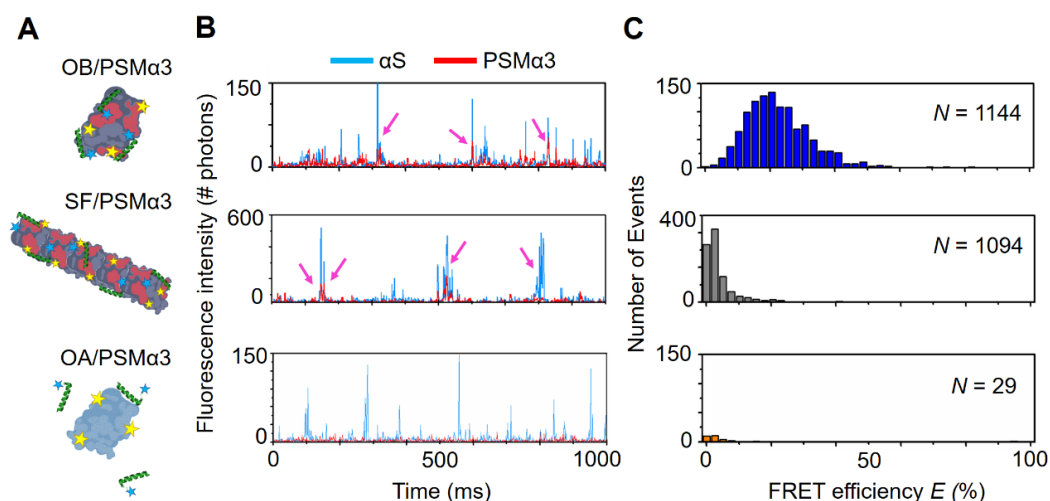 A
B
C
OB/PSMα3
SF/PSMα3
OA/PSMα3
αS
PSMα3
Fluorescence intensity (# photons)
150
0
600
0
150
0
0
500
1000
Time (ms)
Number of Events
150
0
N = 1144
400
0
N = 1094
150
0
N = 29
0
50
100
FRET efficiency E (%)